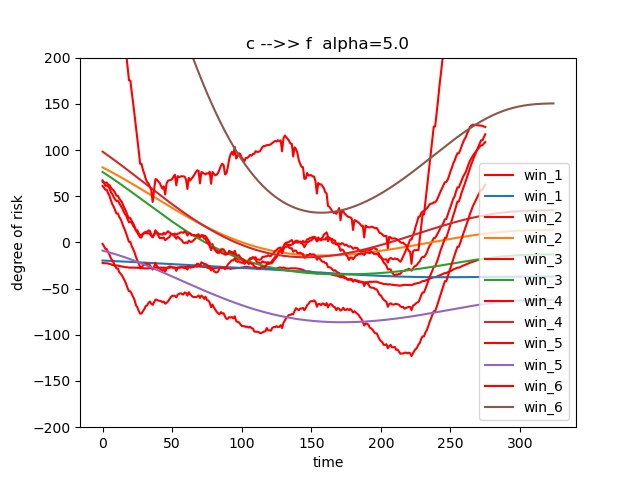 c -->> f  alpha=5.0
degree of risk
200
150
100
50
0
−50
−100
−150
−200
0 50 100 150 200 250 300
time
win_1
win_1
win_2
win_2
win_3
win_3
win_4
win_4
win_5
win_5
win_6
win_6